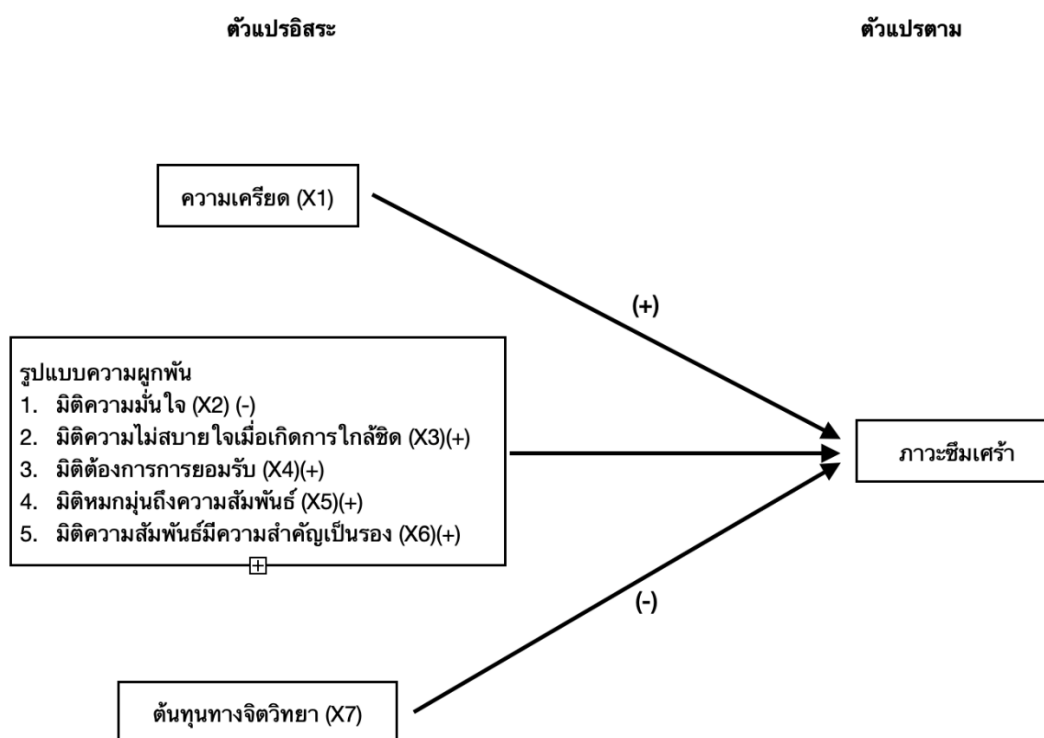 ตัวแปรอิสระ
ตัวแปรตาม
ความเครียด (X1)
(+)
รูปแบบความผูกพัน
1. มิติความมั่นใจ (X2) (-)
2. มิติความไม่สบายใจเมื่อเกิดการใกล้ชิด (X3)(+)
3. มิติต้องการการยอมรับ (X4)(+)
4. มิติหมกมุ่นถึงความสัมพันธ์ (X5)(+)
5. มิติความสัมพันธ์มีความสำคัญเป็นรอง (X6)(+)
ภาวะซึมเศร้า
(-)
ต้นทุนทางจิตวิทยา (X7)